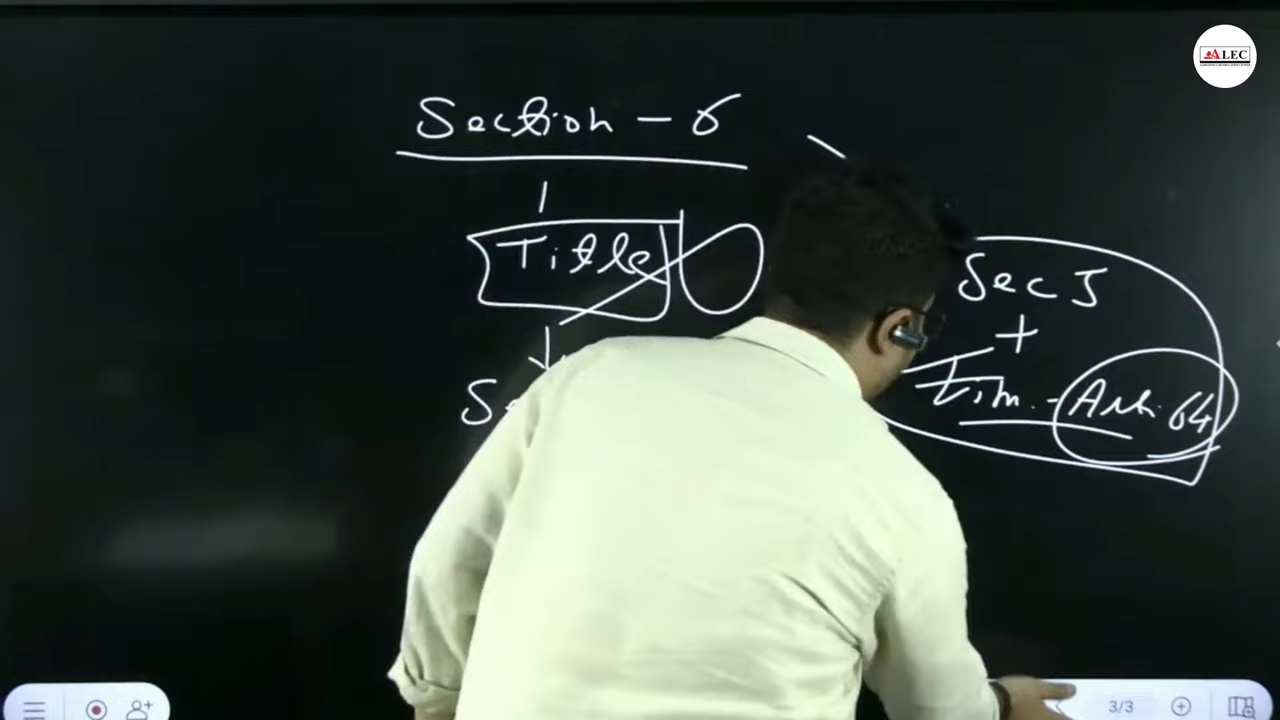 ALEC
Section - 6
Title
Sec 5
+
Lim. - Art. 64
3/3